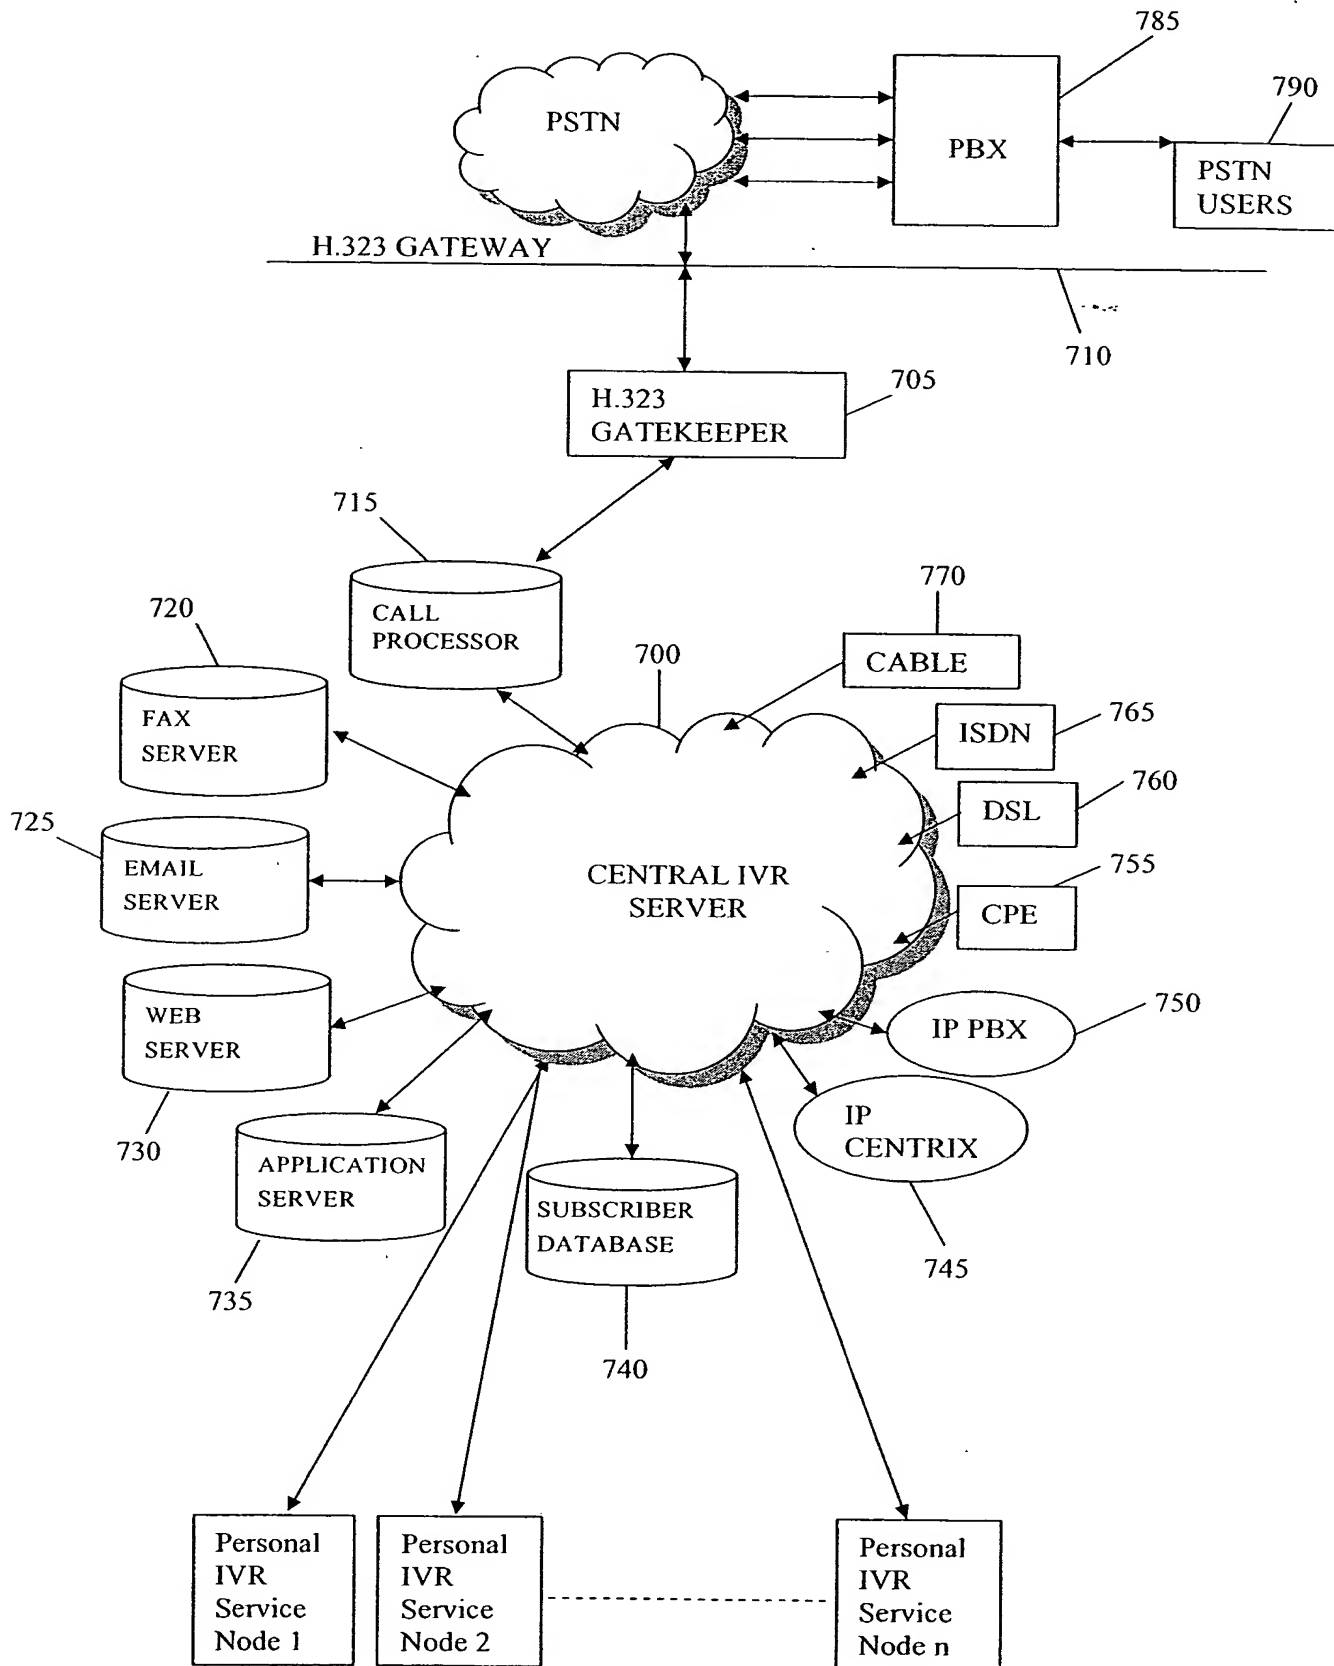 785
790
PSTN
PBX
PSTN
USERS
H.323 GATEWAY
710
705
H.323
GATEKEEPER
715
770
720
CALL
PROCESSOR
700
CABLE
765
FAX
SERVER
ISDN
760
DSL
725
EMAIL
SERVER
CENTRAL IVR
SERVER
755
CPE
WEB
SERVER
750
IP PBX
730
IP
CENTRIX
APPLICATION
SERVER
SUBSCRIBER
DATABASE
745
735
740
Personal
IVR
Service
Node 1
Personal
IVR
Service
Node 2
Personal
IVR
Service
Node n